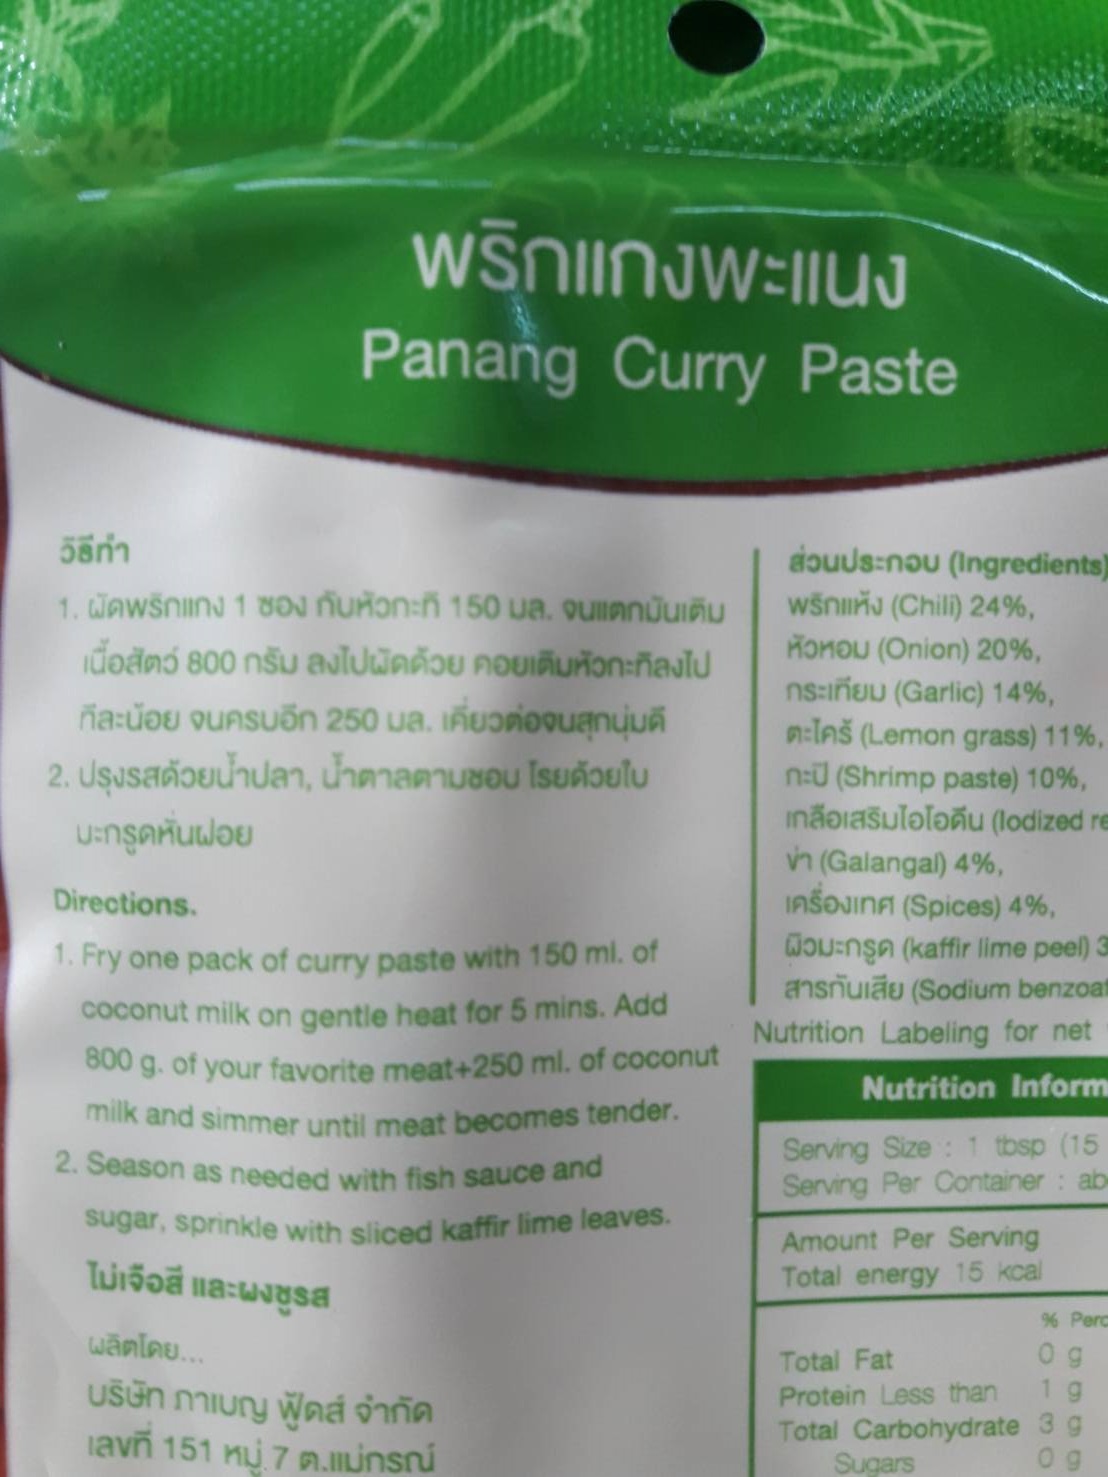 พริกแกงพะแนง
Panang Curry Paste
วิธีทำ
1. ผัดพริกแกง 1 ซอง กับหัวกะทิ 150 มล. จนแตกมันเติม
เนื้อสัตว์ 800 กรัม ลงไปผัดด้วย คอยเติมหัวกะทิลงไป
ทีละน้อย จนครบอีก 250 มล. เคี่ยวต่อจนสุกนุ่มดี
2. ปรุงรสด้วยน้ำปลา, น้ำตาลตามชอบ โรยด้วยใบ
มะกรูดหั่นฝอย
Directions.
1. Fry one pack of curry paste with 150 ml. of
coconut milk on gentle heat for 5 mins. Add
800 g. of your favorite meat+250 ml. of coconut
milk and simmer until meat becomes tender.
2. Season as needed with fish sauce and
sugar, sprinkle with sliced kaffir lime leaves.
ไม่เจือสี และผงชูรส
ผลิตโดย...
บริษัท กาเบญ ฟู้ดส์ จำกัด
เลขที่ 151 หมู่ 7 ต.แม่กรณ์
ส่วนประกอบ (Ingredients)
พริกแห้ง (Chili) 24%,
หัวหอม (Onion) 20%,
กระเทียม (Garlic) 14%,
ตะไคร้ (Lemon grass) 11%,
กะปิ (Shrimp paste) 10%,
เกลือเสริมไอโอดีน (Iodized re
ข่า (Galangal) 4%,
เครื่องเทศ (Spices) 4%,
ผิวมะกรูด (kaffir lime peel) 3
สารกันเสีย (Sodium benzoat
Nutrition Labeling for net
Nutrition Inform
Serving Size : 1 tbsp (15
Serving Per Container : ab
Amount Per Serving
Total energy 15 kcal
% Perc
Total Fat 0 g
Protein Less than 1 g
Total Carbohydrate 3 g
Sugars 0 g